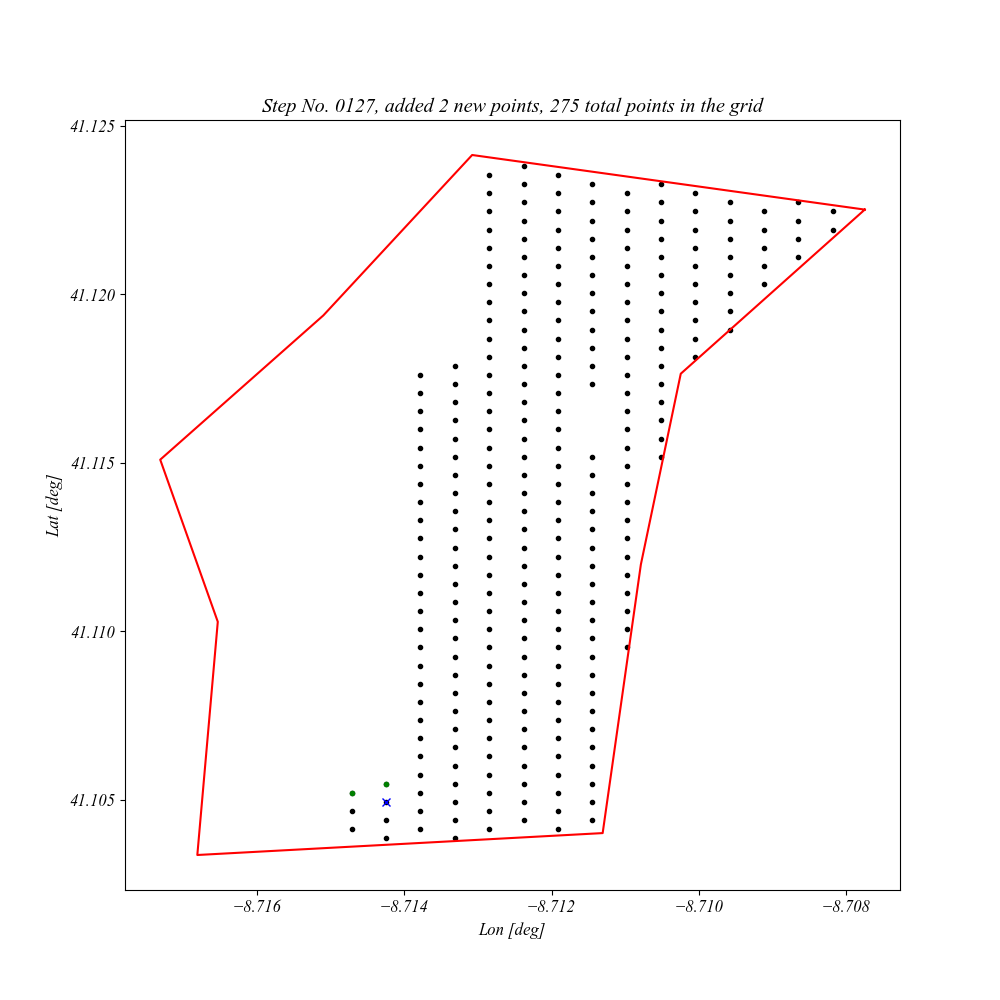 Step No. 0127, added 2 new points, 275 total points in the grid
41.125
41.120
41.115
41.110
41.105
Lat [deg]
−8.716 −8.714 −8.712 −8.710 −8.708
Lon [deg]